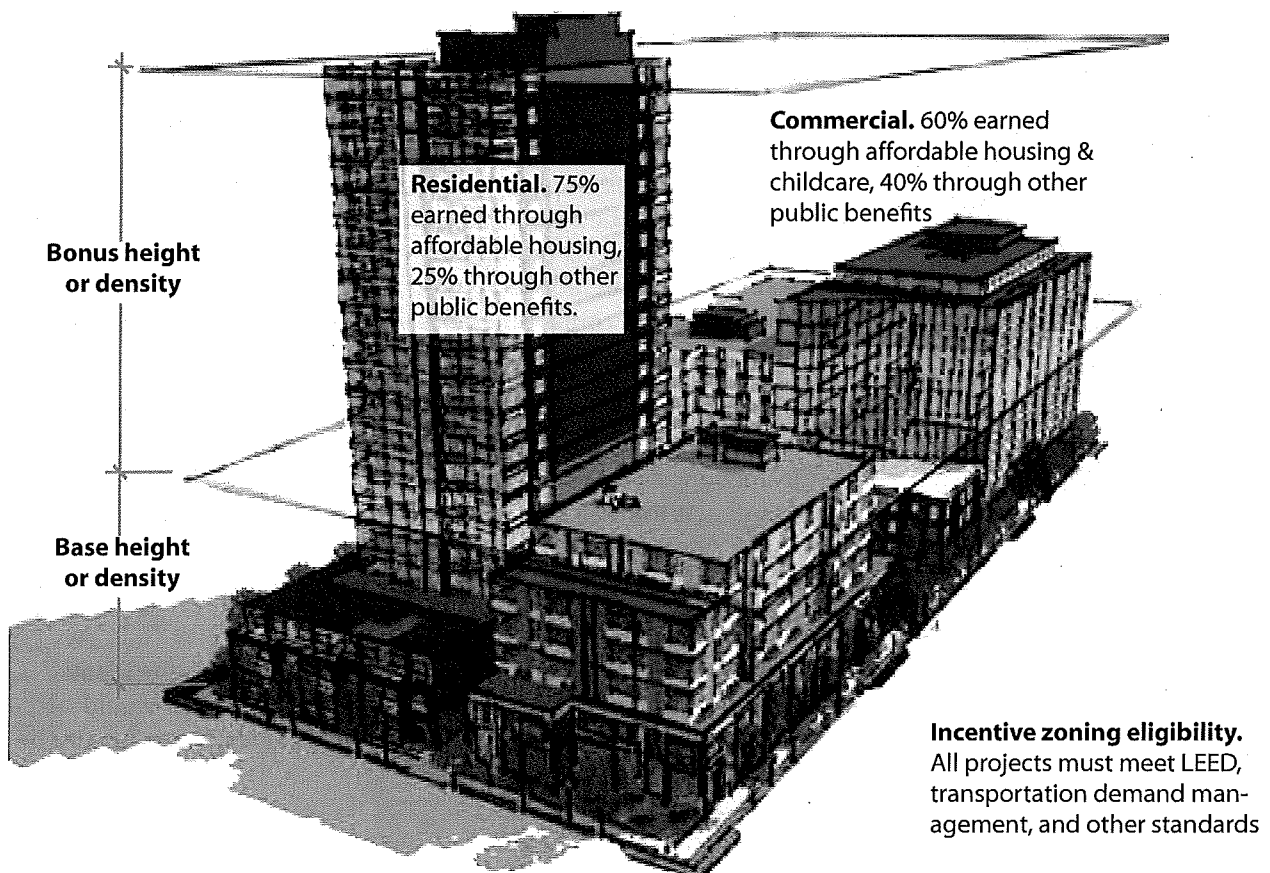 Commercial. 60% earned
through affordable housing &
childcare, 40% through other
public benefits
Residential. 75%
earned through
affordable housing,
25% through other
public benefits.
Bonus height
or density
Base height
or density
Incentive zoning eligibility.
All projects must meet LEED,
transportation demand man-
agement, and other standards